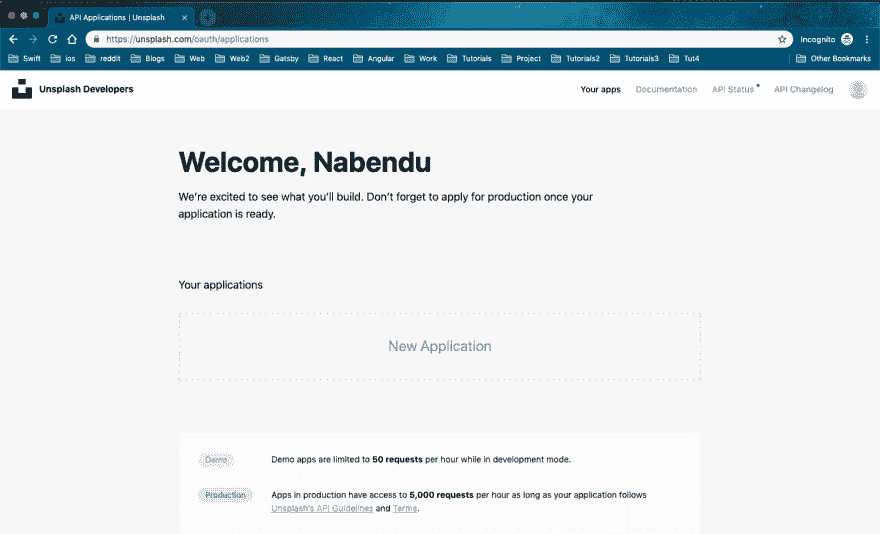 API Applications | Unsplash
https://unsplash.com/oauth/applications
Incognito
Swift ios reddit Blogs Web Web2 Gatsby React Angular Work Tutorials Project Tutorials2 Tutorials3 Tut4 Other Bookmarks
Unsplash Developers
Your apps Documentation API Status API Changelog
Welcome, Nabendu
We're excited to see what you'll build. Don't forget to apply for production once your
application is ready.
Your applications
New Application
Demo Demo apps are limited to 50 requests per hour while in development mode.
Production Apps in production have access to 5,000 requests per hour as long as your application follows
Unsplash's API Guidelines and Terms.